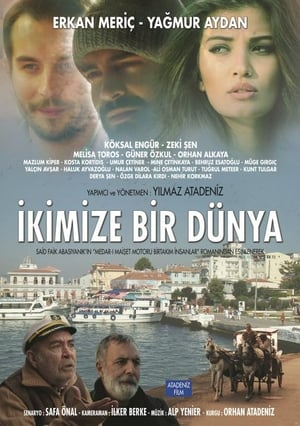 ERKAN MERİÇ - YAĞMUR AYDAN
KÖKSAL ENGÜR - ZEKİ ŞEN
MELİSA TOROS - GÜNER ÖZKUL - ORHAN ALKAYA
MAZLUM KİPER - KOSTA KORTIDIS - UMUR ÇETİNER - MİNE ÇETİNKAYA - BEHRUZ ESATOĞLU - MÜGE GIRGIÇ
YALÇIN AVŞAR - HALUK AYVAZOĞLU - NALAN VAROL - ALİ OSMAN TURUT - TUĞRUL METEER - KUNT TULGAR
DERYA ŞEN - ÖZGE DİLARA KIRDI - NEHİR KORKMAZ
YAPIMCI ve YÖNETMEN : YILMAZ ATADENİZ
İKİMİZE BİR DÜNYA
SAİD FAİK ABASIYANIK'IN "MEDAR-I MAİŞET MOTORU BİRTAKIM İNSANLAR" ROMANINDAN ESİNLENEREK
ATADENİZ
FİLM
SENARYO : SAFA ÖNAL - KAMERAMAN : İLKER BERKE - MÜZİK : ALP YENİER - KURGU : ORHAN ATADENİZ